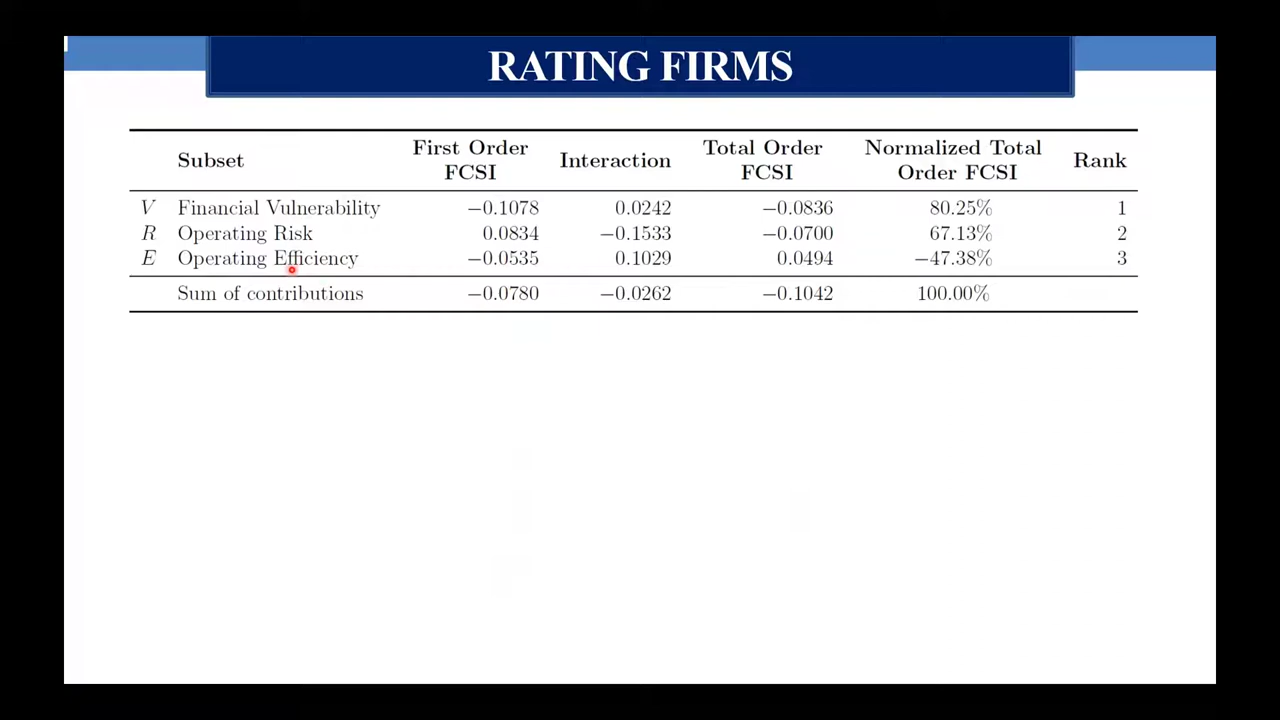 RATING FIRMS
Subset First Order FCSI Interaction Total Order FCSI Normalized Total Order FCSI Rank
V Financial Vulnerability −0.1078 0.0242 −0.0836 80.25% 1
R Operating Risk 0.0834 −0.1533 −0.0700 67.13% 2
E Operating Efficiency −0.0535 0.1029 0.0494 −47.38% 3
Sum of contributions −0.0780 −0.0262 −0.1042 100.00%